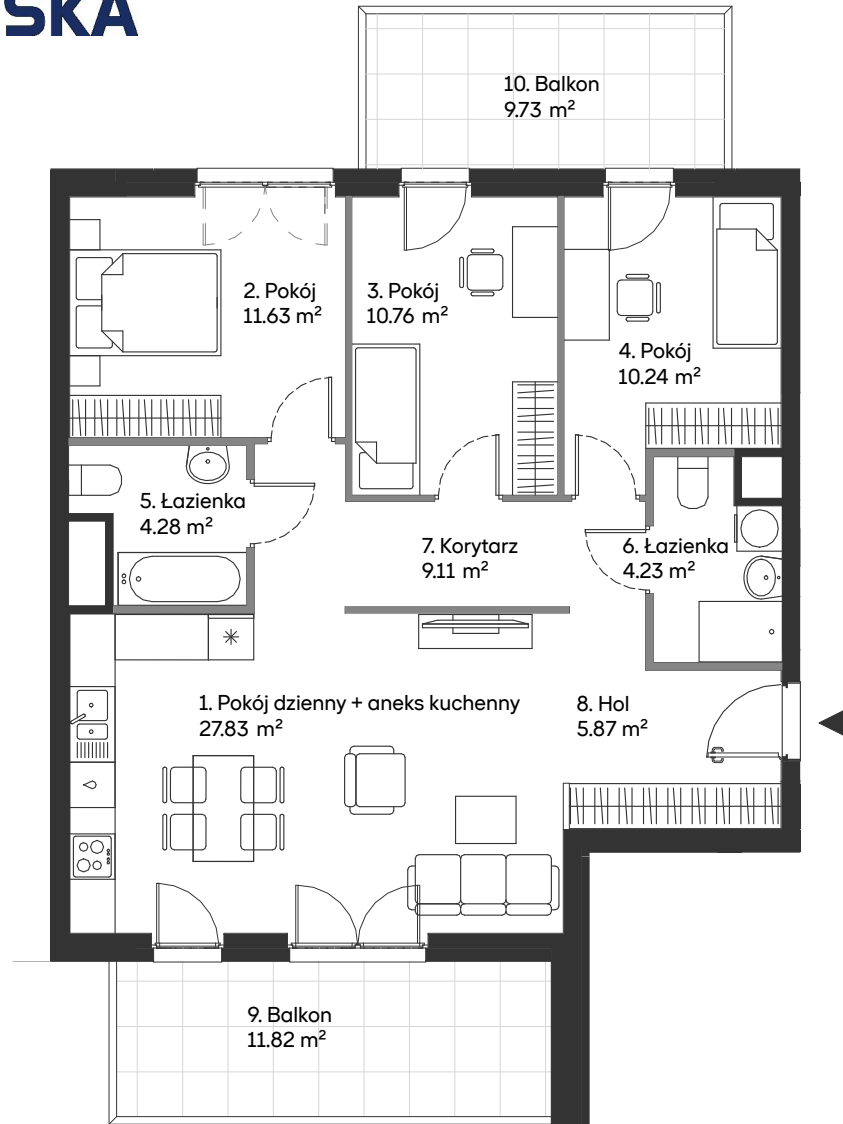 SKA
10. Balkon
9.73 m²
2. Pokój
11.63 m²
3. Pokój
10.76 m²
4. Pokój
10.24 m²
5. Łazienka
4.28 m²
7. Korytarz
9.11 m²
6. Łazienka
4.23 m²
1. Pokój dzienny + aneks kuchenny
27.83 m²
8. Hol
5.87 m²
9. Balkon
11.82 m²